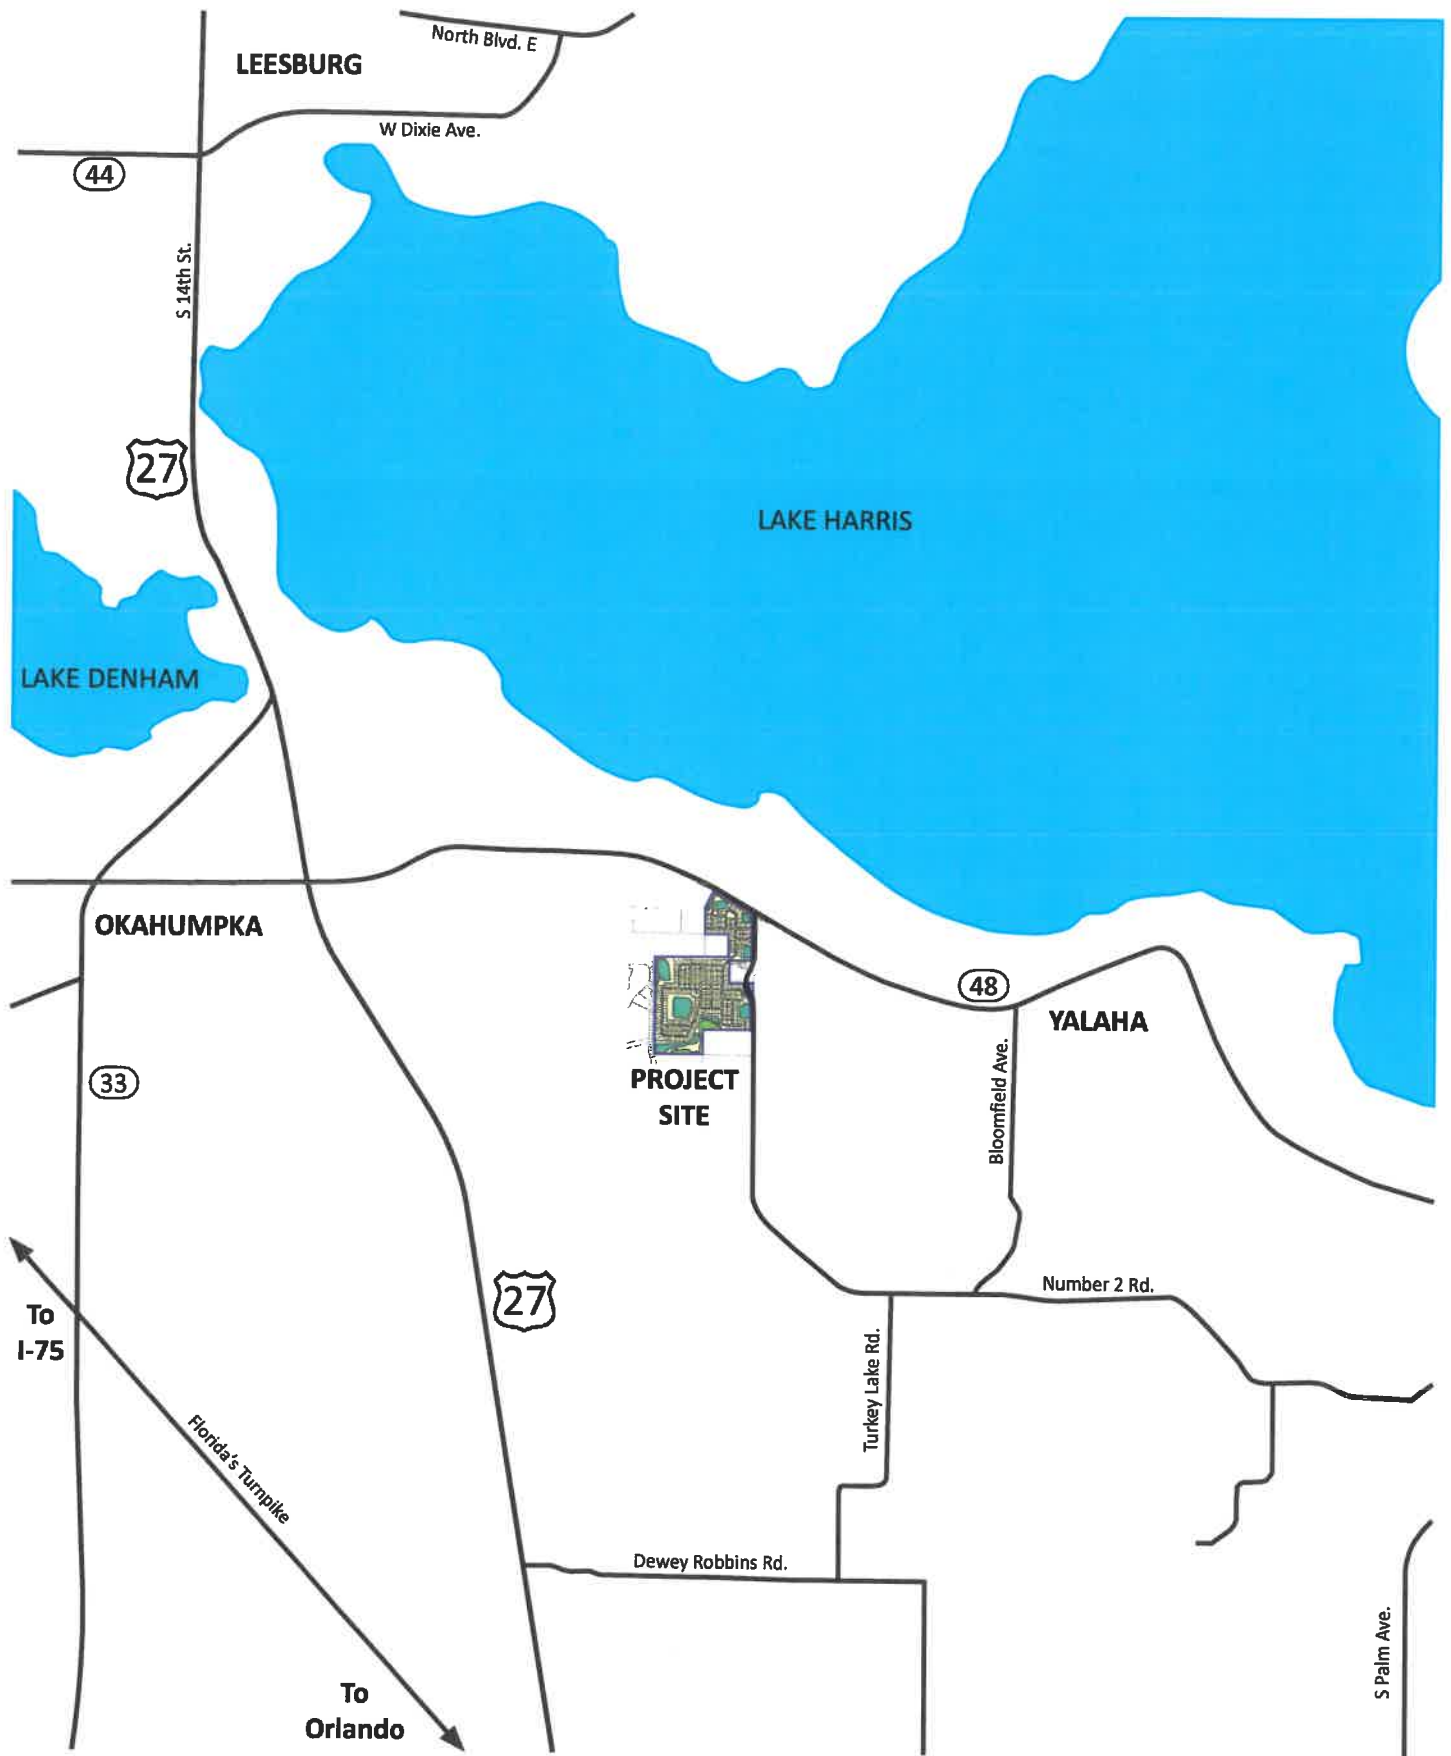 North Blvd. E
LEESBURG
W Dixie Ave.
44
S 14th St.
27
LAKE HARRIS
LAKE DENHAM
OKAHUMPKA
48
YALAHA
Bloomfield Ave.
33
PROJECT
SITE
Number 2 Rd.
27
To
I-75
Turkey Lake Rd.
Florida's Turnpike
Dewey Robbins Rd.
S Palm Ave.
To
Orlando